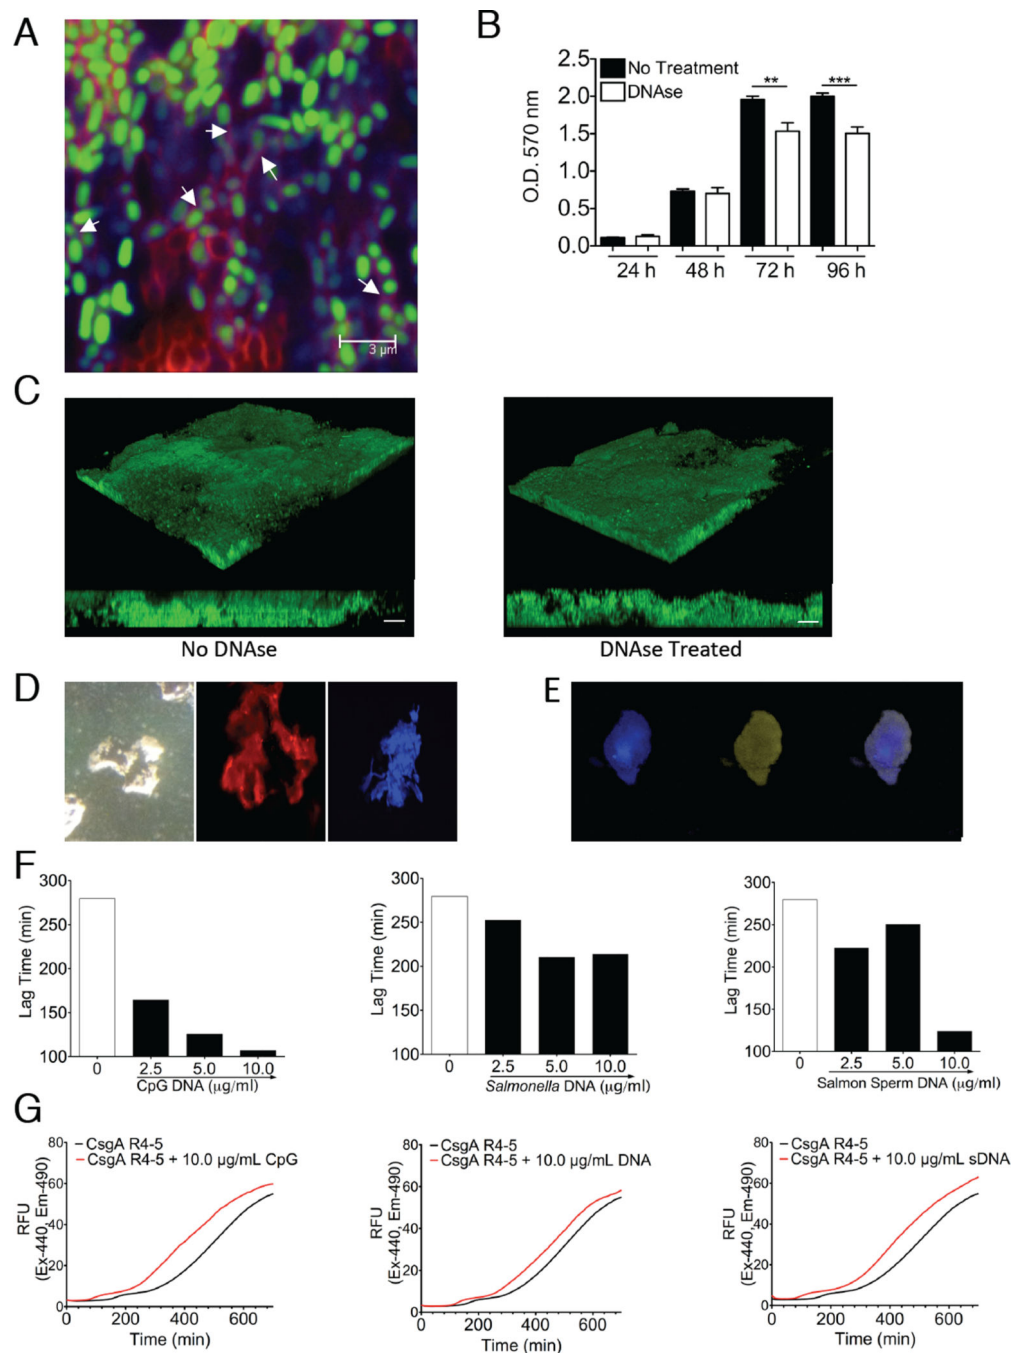 A
3 μm
B
2.5
2.0
1.5
1.0
0.5
0.0
O.D. 570 nm
No Treatment
DNAse
**
***
24 h
48 h
72 h
96 h
C
No DNAse
DNAse Treated
D
E
F
300
250
200
150
100
Lag Time (min)
0
2.5
5.0
10.0
CpG DNA (μg/ml)
300
250
200
150
100
Lag Time (min)
0
2.5
5.0
10.0
Salmonella DNA (μg/ml)
300
250
200
150
100
Lag Time (min)
0
2.5
5.0
10.0
Salmon Sperm DNA (μg/ml)
G
80
60
40
20
0
RFU
(Ex-440, Em-490)
CsgA R4-5
CsgA R4-5 + 10.0 μg/mL CpG
0
200
400
600
Time (min)
80
60
40
20
0
RFU
(Ex-440, Em-490)
CsgA R4-5
CsgA R4-5 + 10.0 μg/mL DNA
0
200
400
600
Time (min)
80
60
40
20
0
RFU
(Ex-440, Em-490)
CsgA R4-5
CsgA R4-5 + 10.0 μg/mL sDNA
0
200
400
600
Time (min)